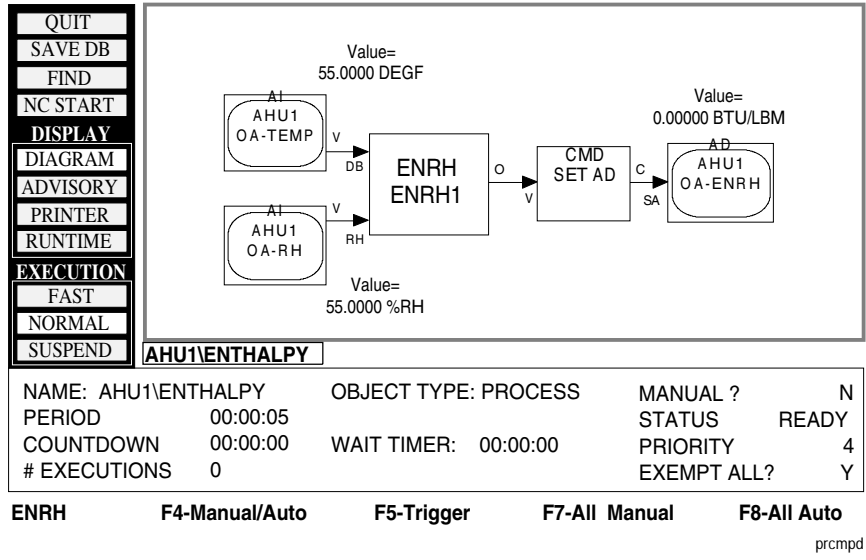 QUIT
SAVE DB
FIND
NC START
DISPLAY
DIAGRAM
ADVISORY
PRINTER
RUNTIME
EXECUTION
FAST
NORMAL
SUSPEND
Value=
55.0000 DEGF
AI
AHU1
OA-TEMP
V
DB
AI
AHU1
OA-RH
V
RH
Value=
55.0000 %RH
ENRH
ENRH1
O
V
CMD
SET AD
C
SA
Value=
0.00000 BTU/LBM
AD
AHU1
OA-ENRH
AHU1\ENTHALPY
NAME: AHU1\ENTHALPY OBJECT TYPE: PROCESS MANUAL ? N
PERIOD 00:00:05 STATUS READY
COUNTDOWN 00:00:00 WAIT TIMER: 00:00:00 PRIORITY 4
# EXECUTIONS 0 EXEMPT ALL? Y
ENRH F4-Manual/Auto F5-Trigger F7-All Manual F8-All Auto
prcmpd